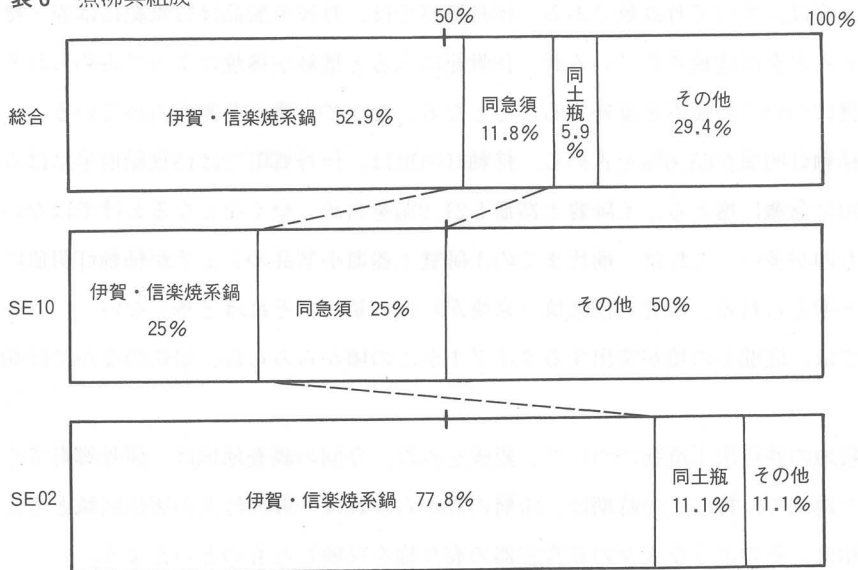 表6 煮沸具組成
50%
100%
総合
伊賀・信楽焼系鍋 52.9%
同急須
11.8%
同土瓶
5.9
%
その他
29.4%
SE10
伊賀・信楽焼系鍋
25%
同急須 25%
その他 50%
SE02
伊賀・信楽焼系鍋 77.8%
同土瓶
11.1%
その他
11.1%